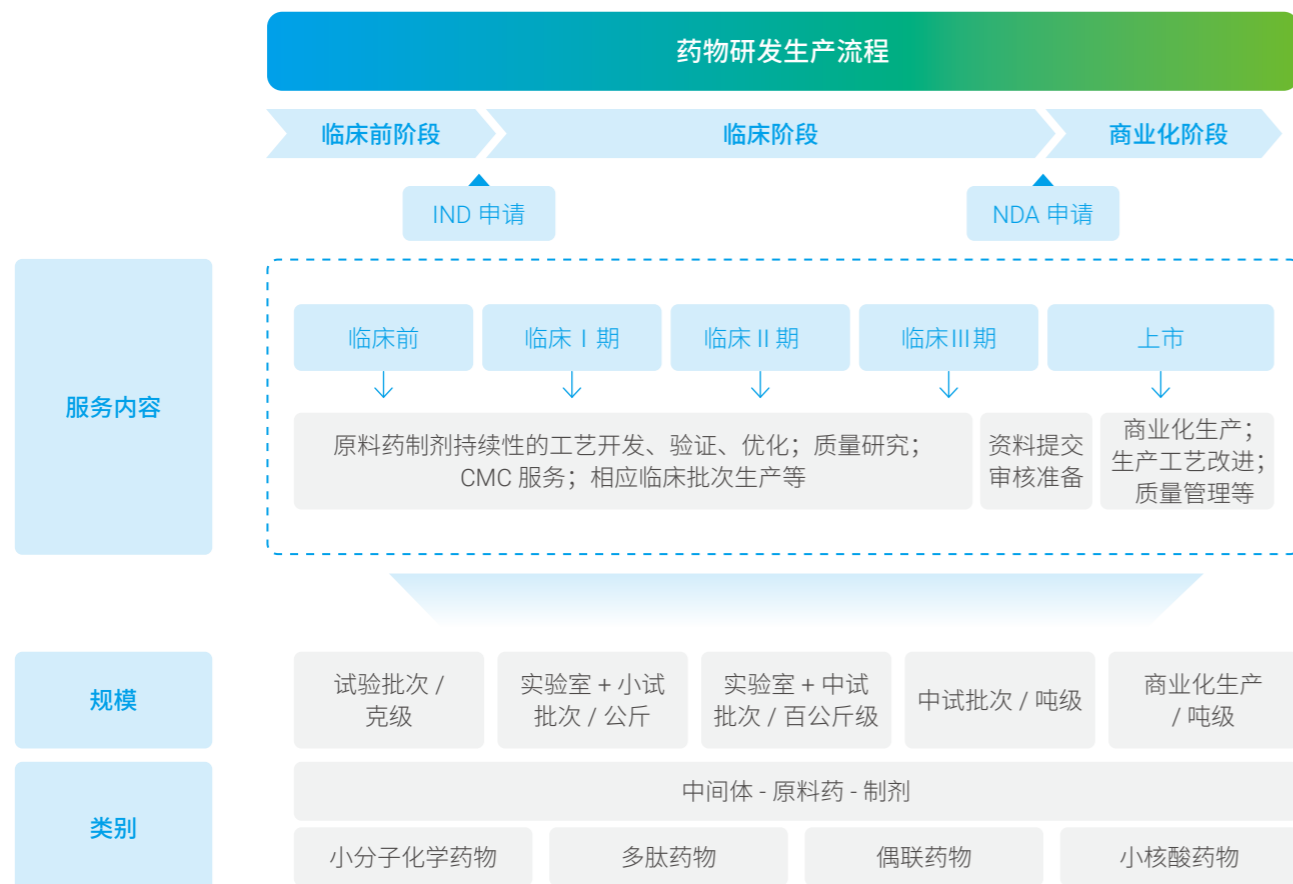 药物研发生产流程
临床前阶段
临床阶段
商业化阶段
IND 申请
NDA 申请
服务内容
临床前
临床 I 期
临床 II 期
临床III期
上市
原料药制剂持续性的工艺开发、验证、优化；质量研究；
CMC 服务；相应临床批次生产等
资料提交
审核准备
商业化生产；
生产工艺改进；
质量管理等
规模
试验批次 /
克级
实验室 + 小试
批次 / 公斤
实验室 + 中试
批次 / 百公斤级
中试批次 / 吨级
商业化生产
/ 吨级
类别
中间体 - 原料药 - 制剂
小分子化学药物
多肽药物
偶联药物
小核酸药物